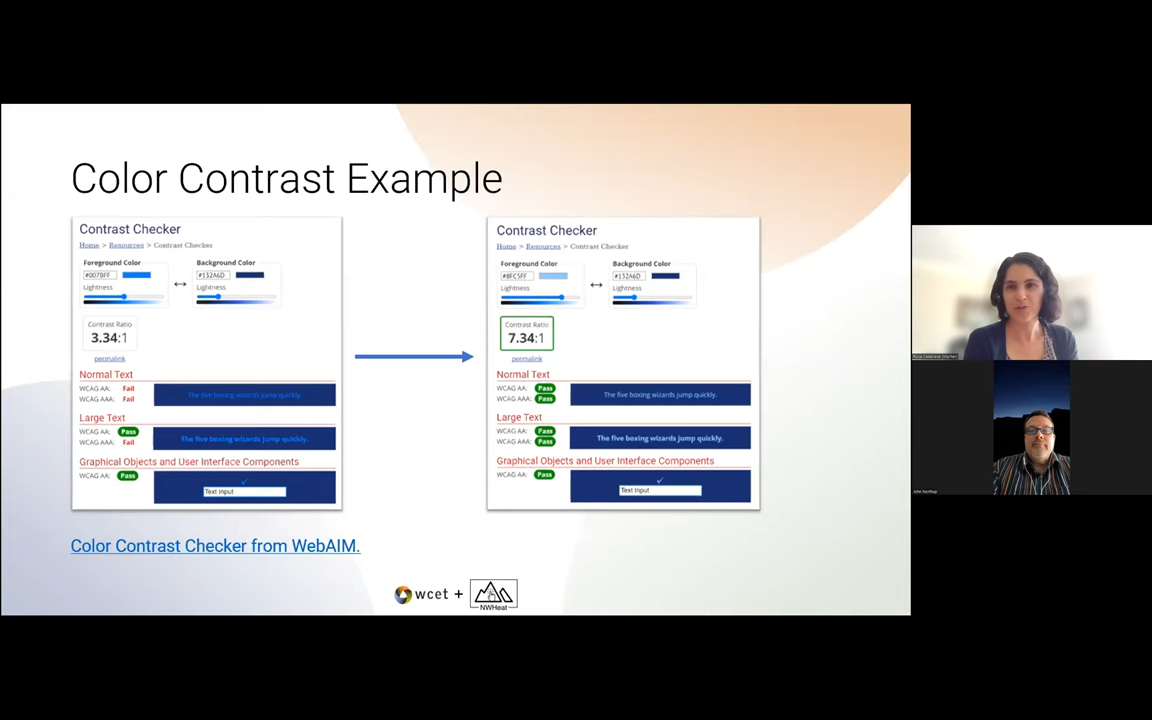 Color Contrast Example
Contrast Checker
Home > Resources > Contrast Checker
Foreground Color
Background Color
#007BFF
#132A6D
Lightness
Lightness
Contrast Ratio
3.34:1
permalink
Normal Text
WCAG AA: Fail
WCAG AAA: Fail
The five boxing wizards jump quickly.
Large Text
WCAG AA: Pass
WCAG AAA: Fail
The five boxing wizards jump quickly.
Graphical Objects and User Interface Components
WCAG AA: Pass
✓
Text Input
Contrast Checker
Home > Resources > Contrast Checker
Foreground Color
Background Color
#8FC5FF
#132A6D
Lightness
Lightness
Contrast Ratio
7.34:1
permalink
Normal Text
WCAG AA: Pass
WCAG AAA: Pass
The five boxing wizards jump quickly.
Large Text
WCAG AA: Pass
WCAG AAA: Pass
The five boxing wizards jump quickly.
Graphical Objects and User Interface Components
WCAG AA: Pass
✓
Text Input
Color Contrast Checker from WebAIM.
wcet + NWHeat
John Northup